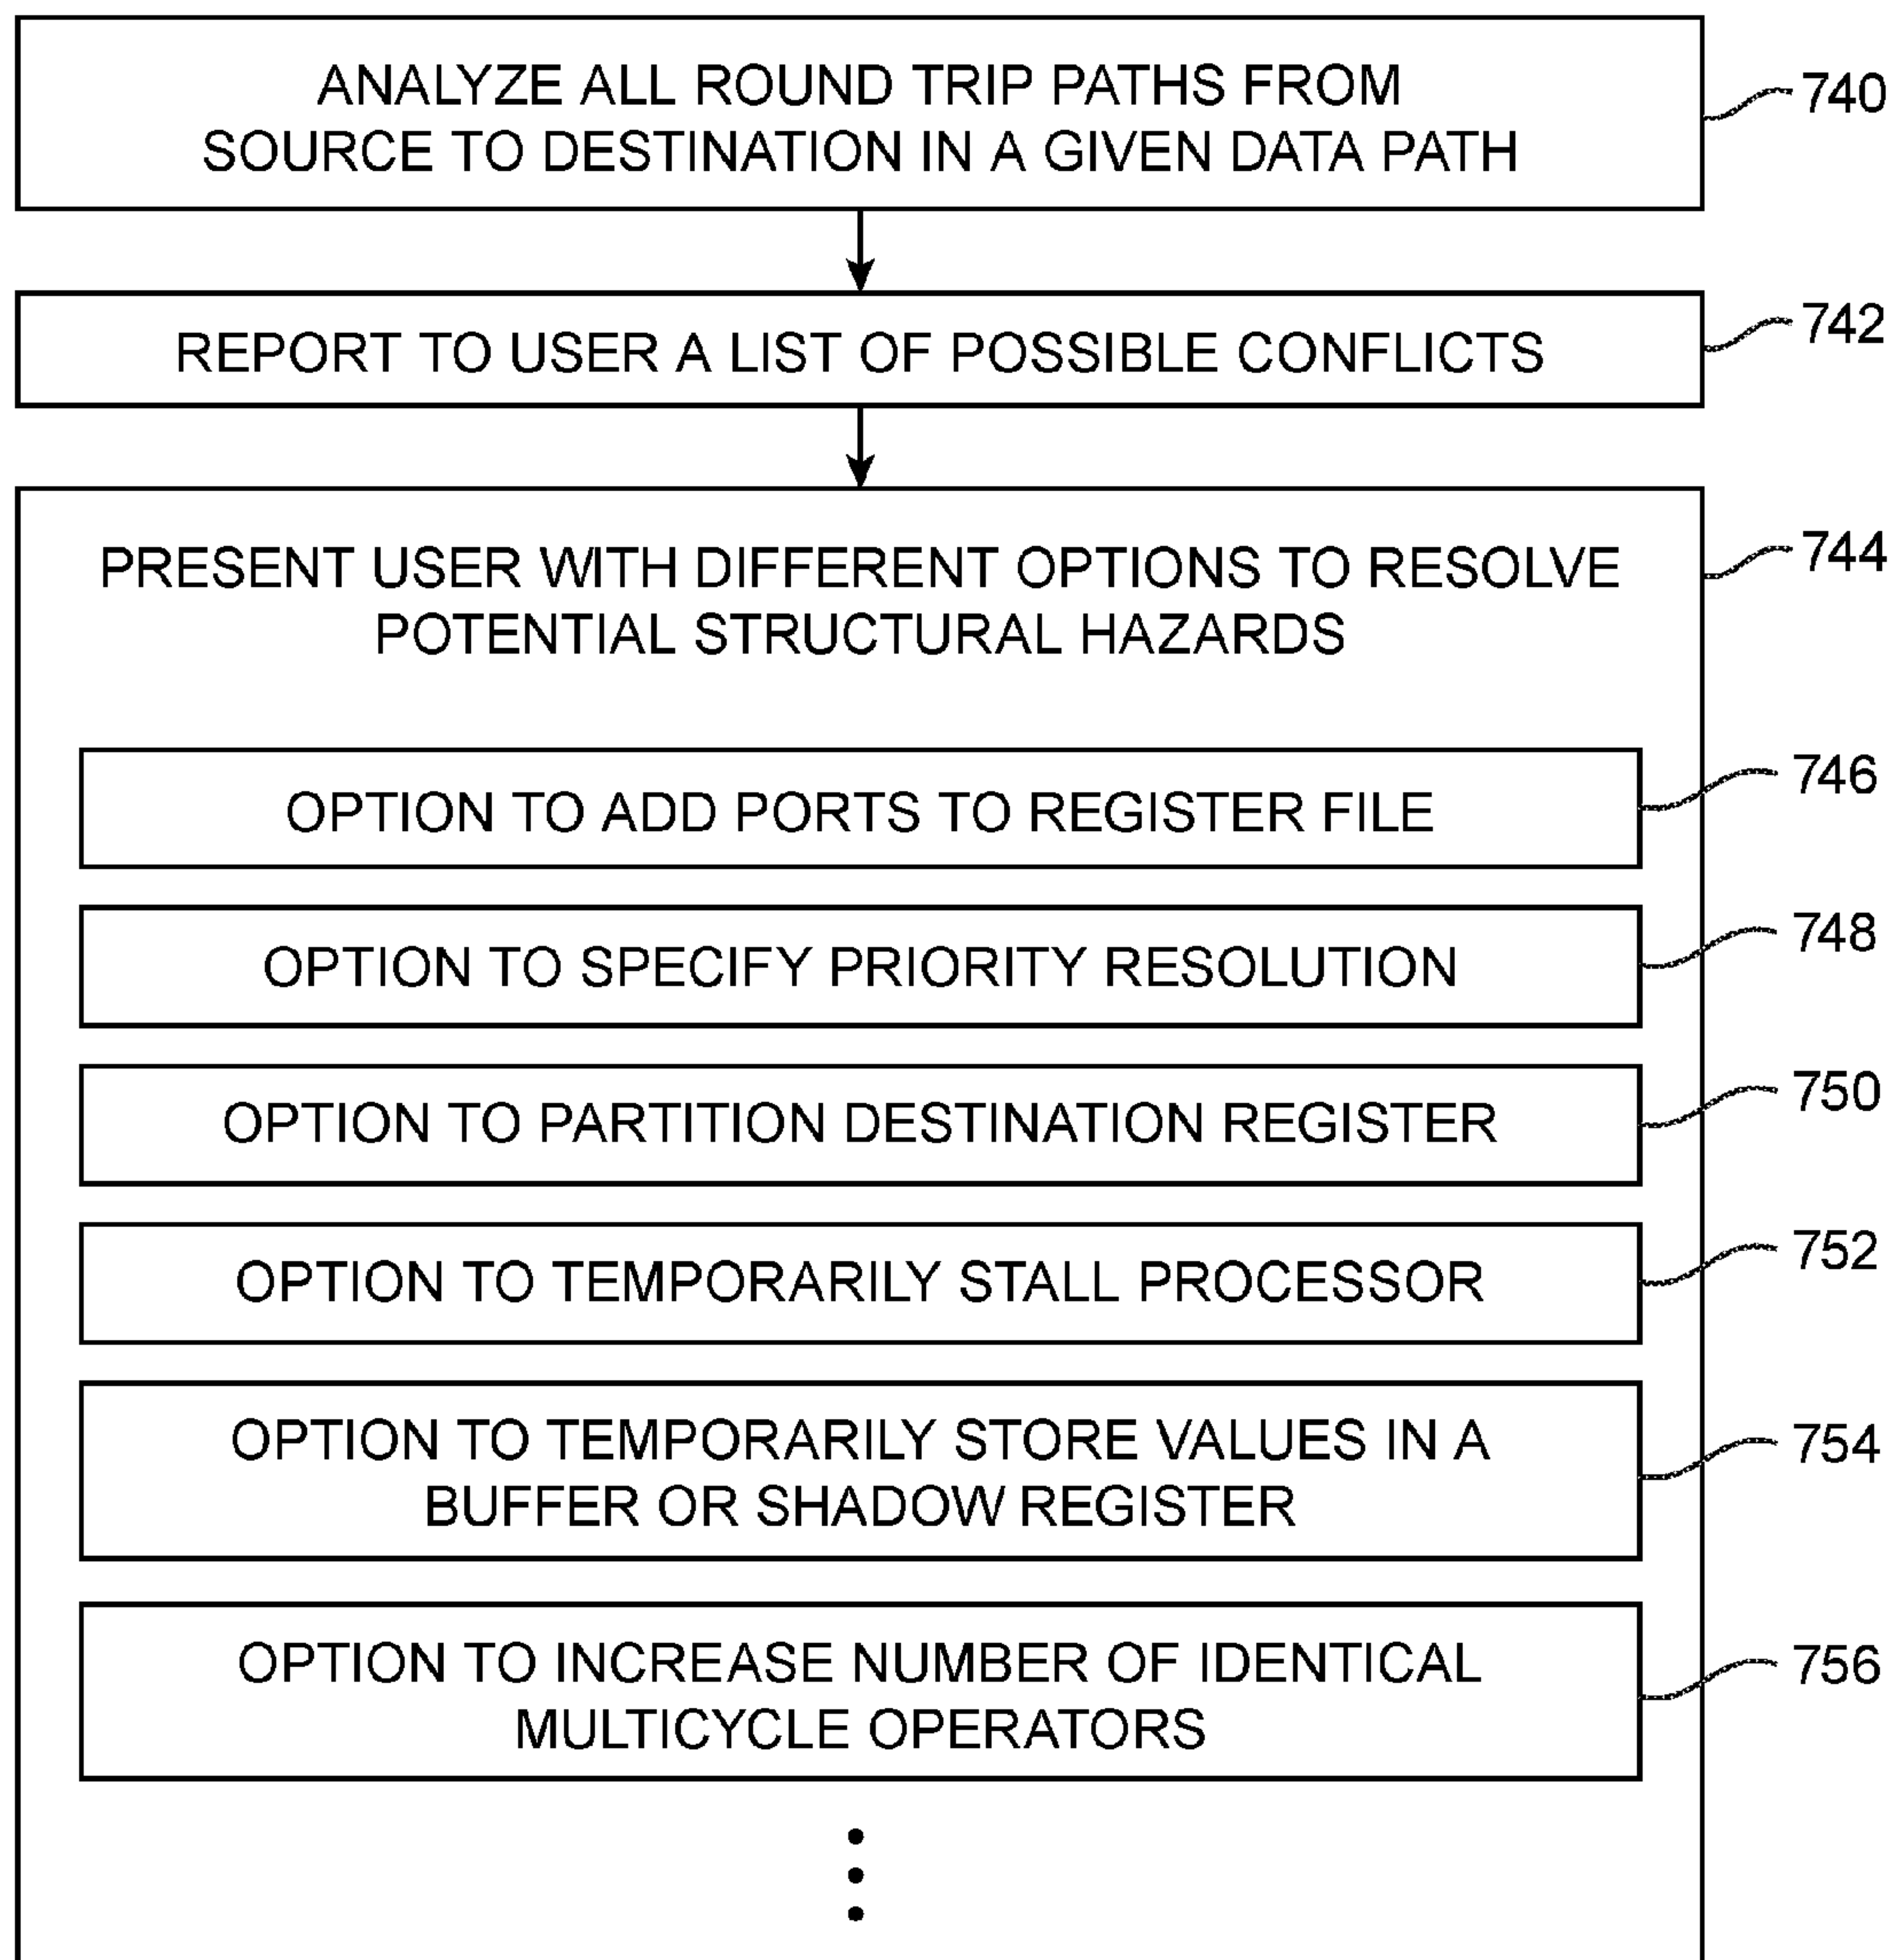 ANALYZE ALL ROUND TRIP PATHS FROM
SOURCE TO DESTINATION IN A GIVEN DATA PATH
740
REPORT TO USER A LIST OF POSSIBLE CONFLICTS
742
PRESENT USER WITH DIFFERENT OPTIONS TO RESOLVE
POTENTIAL STRUCTURAL HAZARDS
744
OPTION TO ADD PORTS TO REGISTER FILE
746
OPTION TO SPECIFY PRIORITY RESOLUTION
748
OPTION TO PARTITION DESTINATION REGISTER
750
OPTION TO TEMPORARILY STALL PROCESSOR
752
OPTION TO TEMPORARILY STORE VALUES IN A
BUFFER OR SHADOW REGISTER
754
OPTION TO INCREASE NUMBER OF IDENTICAL
MULTICYCLE OPERATORS
756